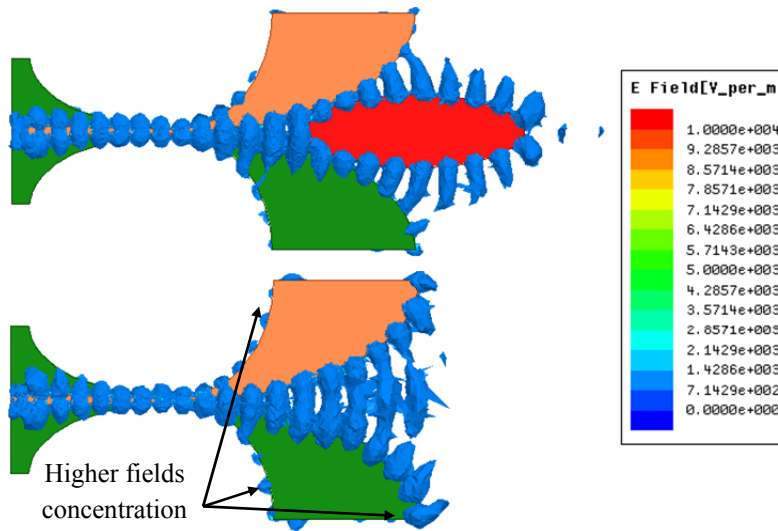 E Field[V_per_m
1.0000e+004
9.2857e+003
8.5714e+003
7.8571e+003
7.1429e+003
6.4286e+003
5.7143e+003
5.0000e+003
4.2857e+003
3.5714e+003
2.8571e+003
2.1429e+003
1.4286e+003
7.1429e+002
0.0000e+000
Higher fields
concentration